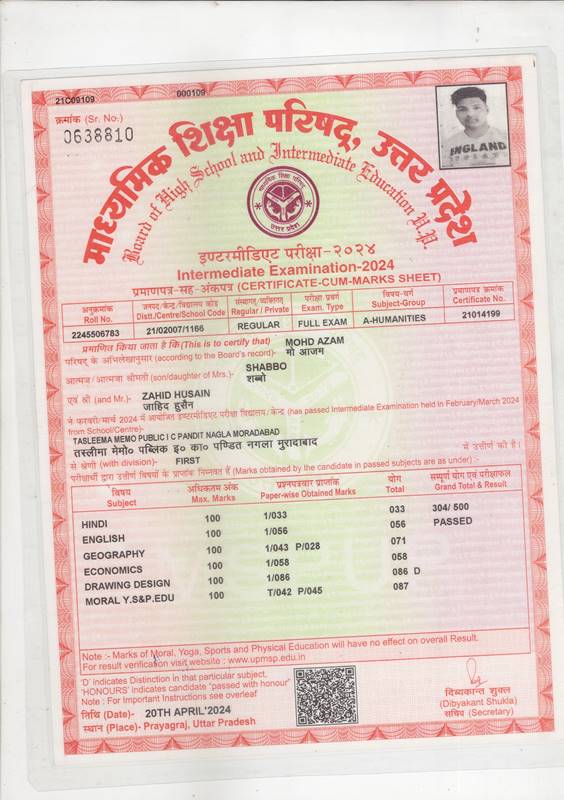 21C09109 000109
क्रमांक (Sr. No.)
0638810
माध्यमिक शिक्षा परिषद्, उत्तर प्रदेश
Board of High School and Intermediate Education U.P.
माध्यमिक शिक्षा परिषद्
उत्तर प्रदेश
ENGLAND
इण्टरमीडिएट परीक्षा-२०२४
Intermediate Examination-2024
प्रमाणपत्र-सह-अंकपत्र (CERTIFICATE-CUM-MARKS SHEET)
अनुक्रमांक जनपद/केन्द्र/विद्यालय कोड संस्थागत/व्यक्तिगत परीक्षा प्रवर्ग विषय-वर्ग प्रमाणपत्र क्रमांक
Roll No. Distt./Centre/School Code Regular / Private Exam. Type Subject-Group Certificate No.
2245506783 21/02007/1166 REGULAR FULL EXAM A-HUMANITIES 21014199
प्रमाणित किया जाता है कि(This is to certify that) MOHD AZAM
परिषद् के अभिलेखानुसार (according to the Board's record)- मो आजम
SHABBO
आत्मज / आत्मजा श्रीमती (son/daughter of Mrs.)- शब्बो
एवं श्री (and Mr.)- ZAHID HUSAIN
जाहिद हुसैन
ने फरवरी/मार्च 2024 में आयोजित इण्टरमीडिएट परीक्षा विद्यालय / केन्द्र (has passed Intermediate Examination held in February/March 2024
from School/Centre)-
TASLEEMA MEMO PUBLIC I C PANDIT NAGLA MORADABAD
तस्लीमा मेमो० पब्लिक इ० का० पण्डित नगला मुरादाबाद
में उत्तीर्ण की है।
से श्रेणी (with division)- FIRST
परीक्षार्थी द्वारा उत्तीर्ण विषयों के प्राप्तांक निम्नवत हैं (Marks obtained by the candidate in passed subjects are as under) :-
विषय अधिकतम अंक प्रश्नपत्रवार प्राप्तांक योग सम्पूर्ण योग एवं परीक्षाफल
Subject Max. Marks Paper-wise Obtained Marks Total Grand Total & Result
HINDI 100 1/033 033 304/ 500
ENGLISH 100 1/056 056 PASSED
GEOGRAPHY 100 1/043 P/028 071
ECONOMICS 100 1/058 058
DRAWING DESIGN 100 1/086 086 D
MORAL Y.S&P.EDU 100 T/042 P/045 087
Note :- Marks of Moral, Yoga, Sports and Physical Education will have no effect on overall Result.
For result verification visit website : www.upmsp.edu.in
'D' indicates Distinction in that particular subject.
'HONOURS' Indicates candidate "passed with honour"
Note : For Important Instructions see overleaf
तिथि (Date)- 20TH APRIL'2024
स्थान (Place)- Prayagraj, Uttar Pradesh
दिब्यकान्त शुक्ल
(Dibyakant Shukla)
सचिव (Secretary)